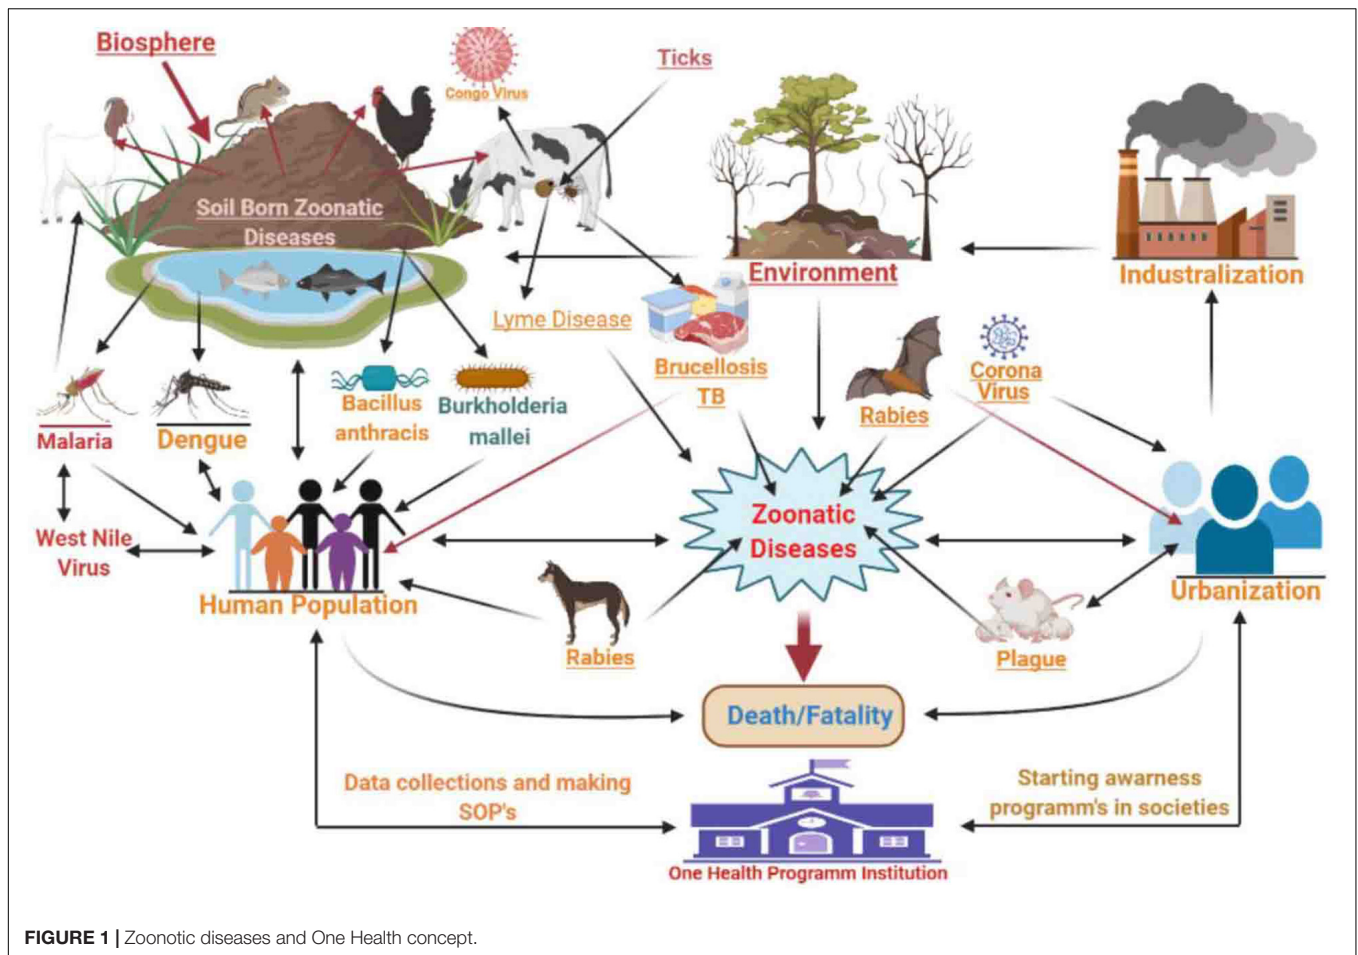 Biosphere
Congo Virus
Ticks
Soil Born Zoonatic
Diseases
Environment
Industralization
Lyme Disease
Brucellosis
TB
Rabies
Corona
Virus
Malaria
Dengue
Bacillus
anthracis
Burkholderia
mallei
West Nile
Virus
Human Population
Zoonatic
Diseases
Urbanization
Rabies
Plague
Death/Fatality
Data collections and making
SOP's
Starting awarness
programm's in societies
One Health Programm Institution
FIGURE 1 | Zoonotic diseases and One Health concept.